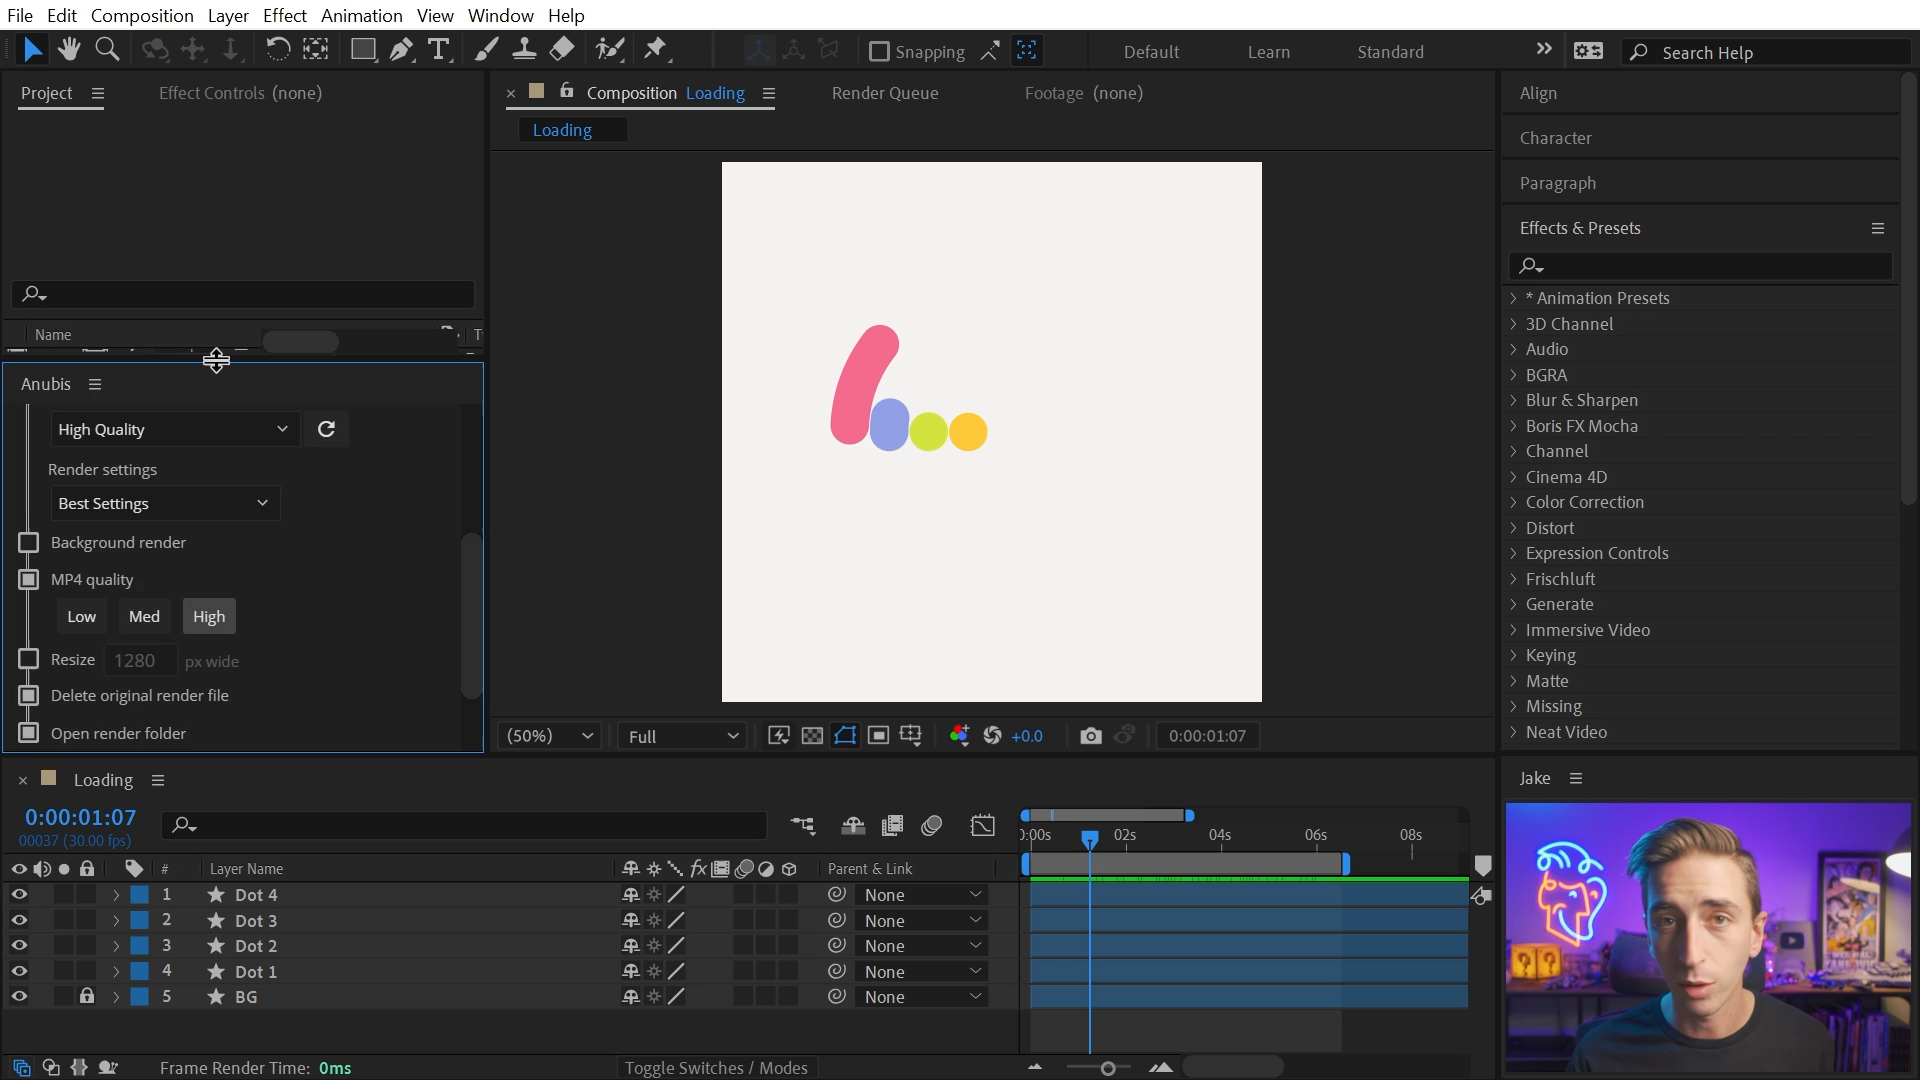 File Edit Composition Layer Effect Animation View Window Help
Snapping Default Learn Standard Search Help
Project Effect Controls (none)
Composition Loading Render Queue Footage (none)
Loading
Name
Anubis
High Quality
Render settings
Best Settings
Background render
MP4 quality
Low Med High
Resize 1280 px wide
Delete original render file
Open render folder
(50%) Full +0.0 0:00:01:07
Align
Character
Paragraph
Effects & Presets
* Animation Presets
3D Channel
Audio
BGRA
Blur & Sharpen
Boris FX Mocha
Channel
Cinema 4D
Color Correction
Distort
Expression Controls
Frischluft
Generate
Immersive Video
Keying
Matte
Missing
Neat Video
Jake
Loading
0:00:01:07
00037 (30.00 fps)
02s 04s 06s 08s
# Layer Name fx Parent & Link
1 Dot 4 None
2 Dot 3 None
3 Dot 2 None
4 Dot 1 None
5 BG None
Frame Render Time: 0ms Toggle Switches / Modes